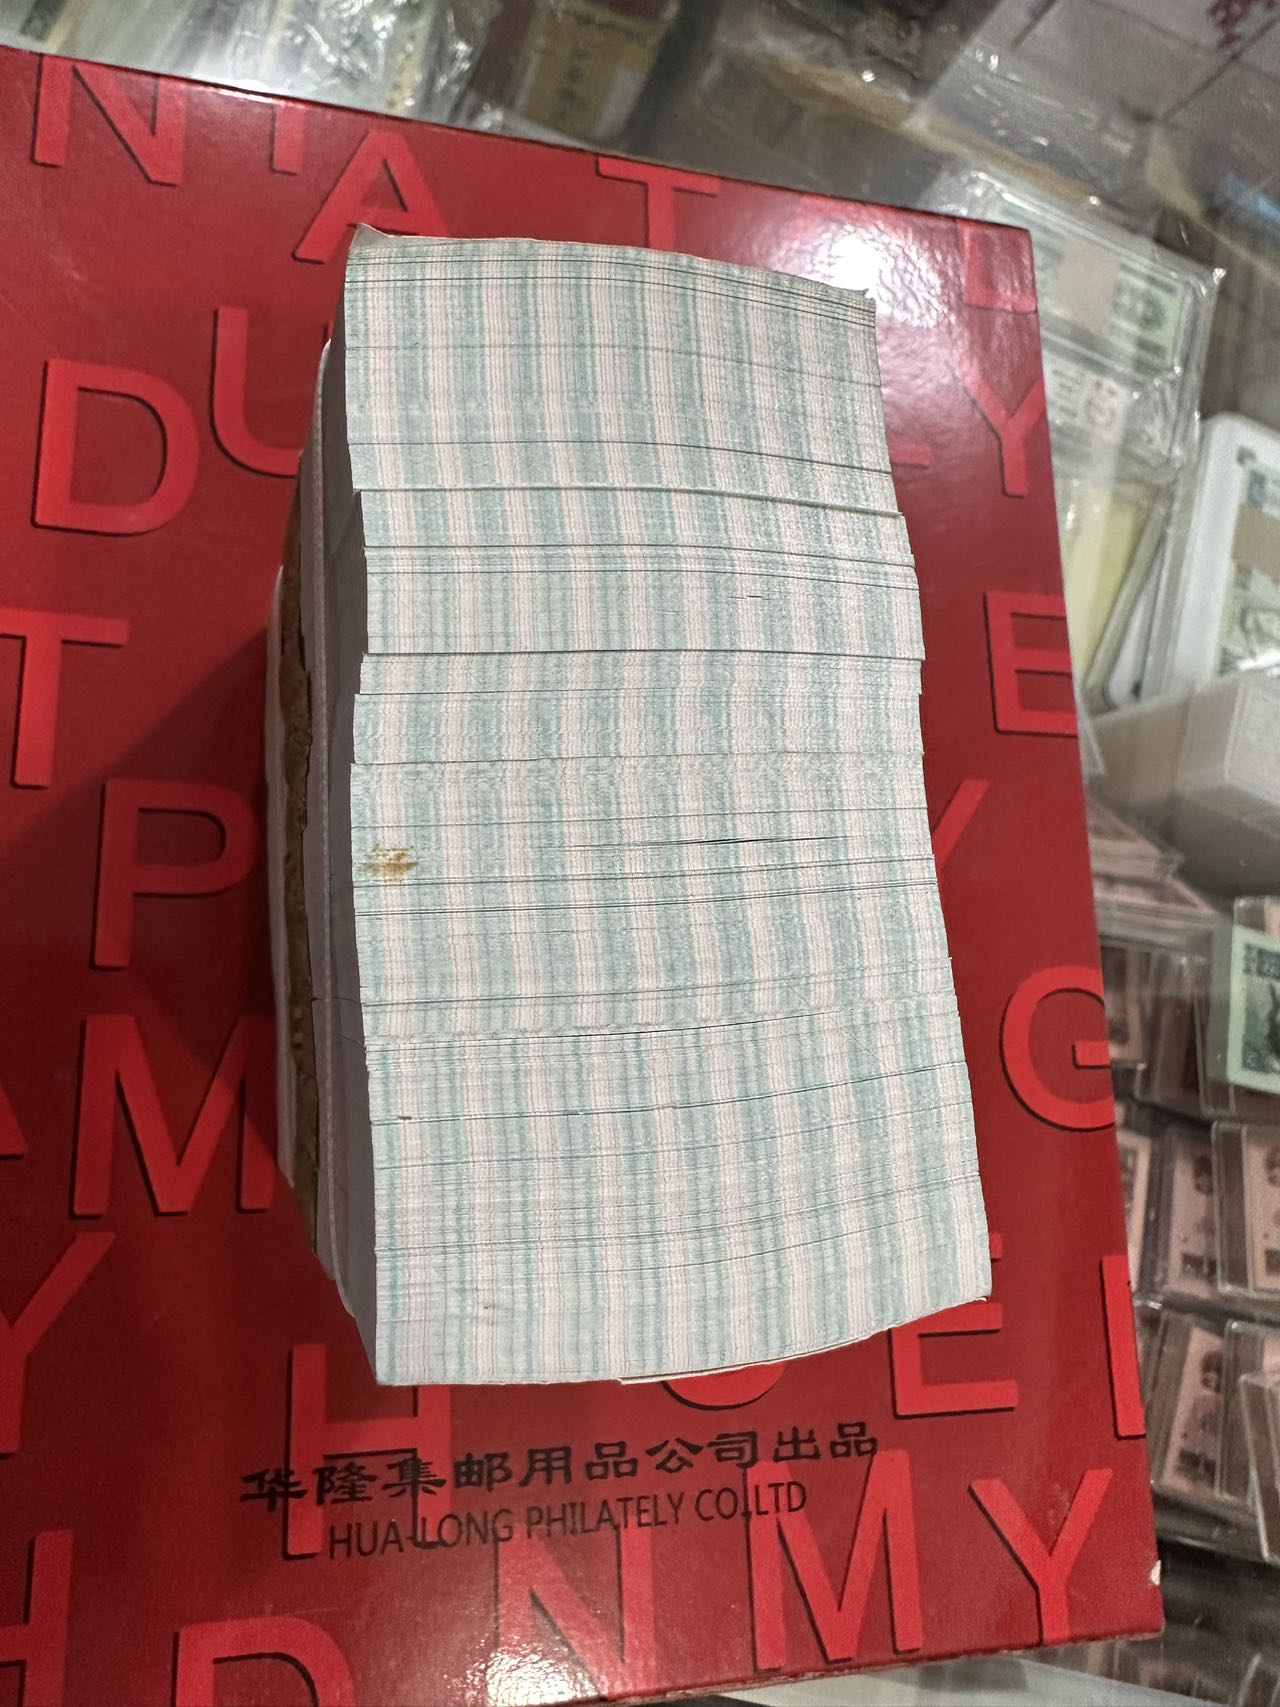 N T A T A L
D U L Y
T E
P Y G
A M
Y H G E I
华隆集邮用品公司出品
HUA-LONG PHILATELY CO.LTD
H D N M Y